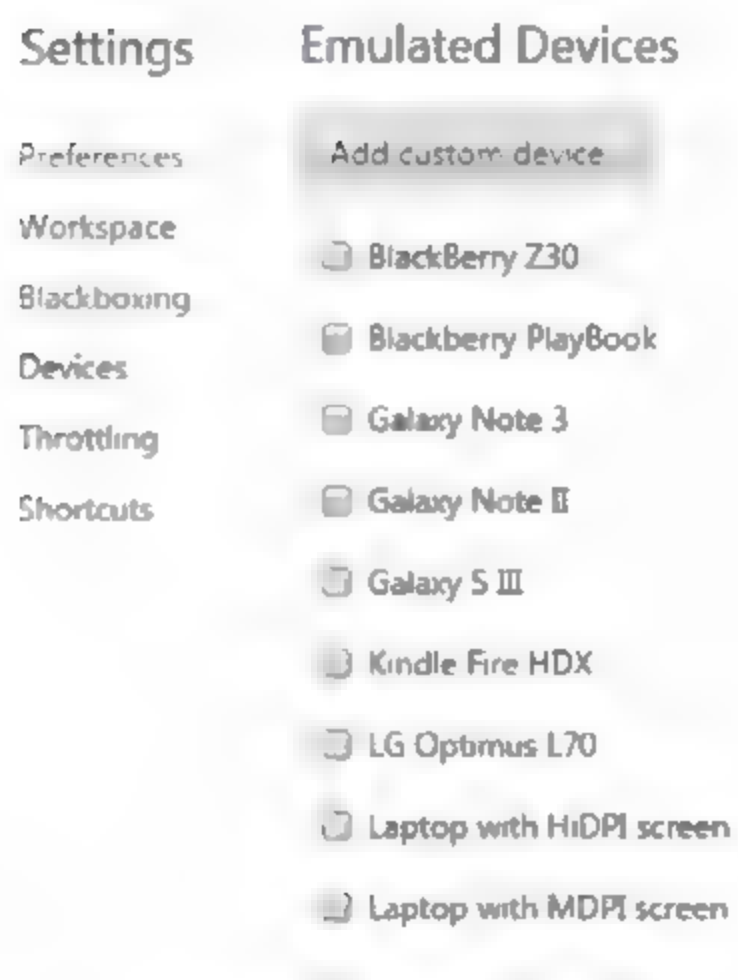 Settings
Preferences
Workspace
Blackboxing
Devices
Throttling
Shortcuts
Emulated Devices
Add custom device
BlackBerry Z30
Blackberry PlayBook
Galaxy Note 3
Galaxy Note II
Galaxy S III
Kindle Fire HDX
LG Optimus L70
Laptop with HiDPI screen
Laptop with MDPI screen